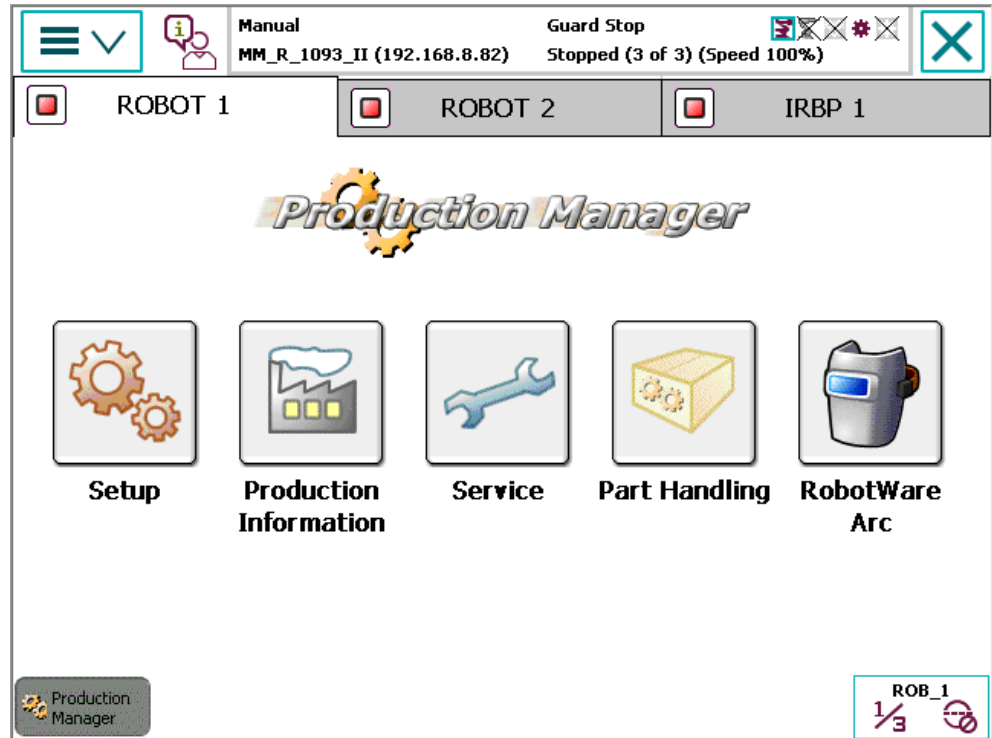 Manual
Guard Stop
MM_R_1093_II (192.168.8.82)
Stopped (3 of 3) (Speed 100%)
ROBOT 1
ROBOT 2
IRBP 1
Production Manager
Setup
Production
Information
Service
Part Handling
RobotWare
Arc
Production
Manager
ROB_1
1/3